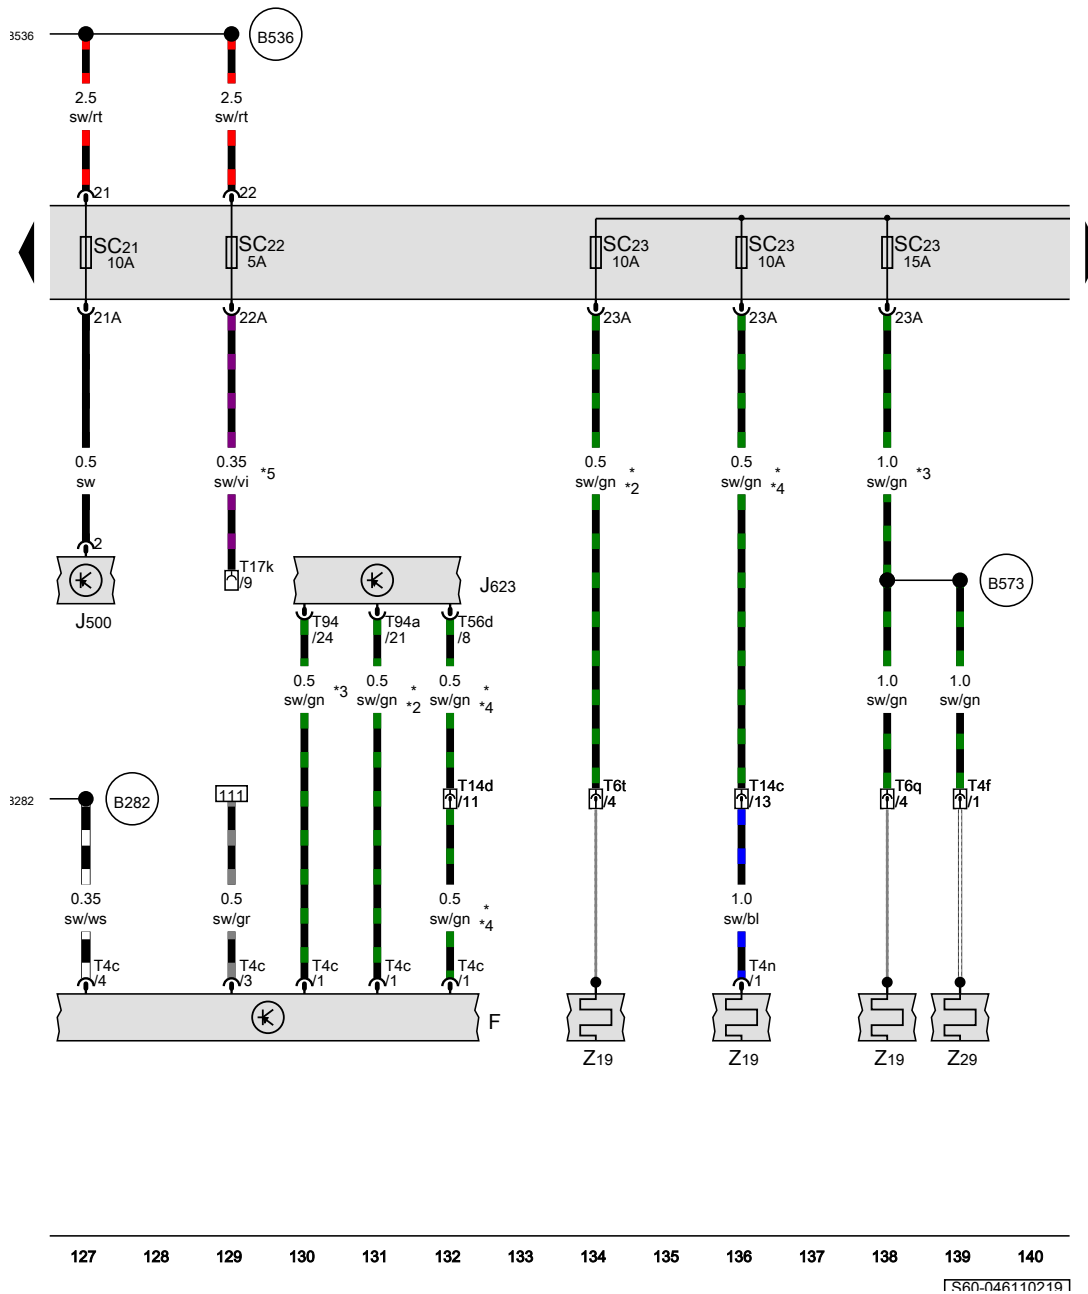 B536
2.5
sw/rt
2.5
sw/rt
21
22
SC21
10A
SC22
5A
SC23
10A
SC23
10A
SC23
15A
21A
22A
23A
23A
23A
0.5
sw
0.35
sw/vi
*5
0.5
sw/gn
*
*2
0.5
sw/gn
*
*4
1.0
sw/gn
*3
2
J500
T17k
/9
J623
B573
T94
/24
T94a
/21
T56d
/8
0.5
sw/gn
*3
0.5
sw/gn
*
*2
0.5
sw/gn
*
*4
1.0
sw/gn
1.0
sw/gn
B282
111
T14d
/11
T6t
/4
T14c
/13
T6q
/4
T4f
/1
0.35
sw/ws
0.5
sw/gr
0.5
sw/gn
*
*4
1.0
sw/bl
T4c
/4
T4c
/3
T4c
/1
T4c
/1
T4c
/1
T4n
/1
F
Z19
Z19
Z19
Z29
127 128 129 130 131 132 133 134 135 136 137 138 139 140
S60-046110219